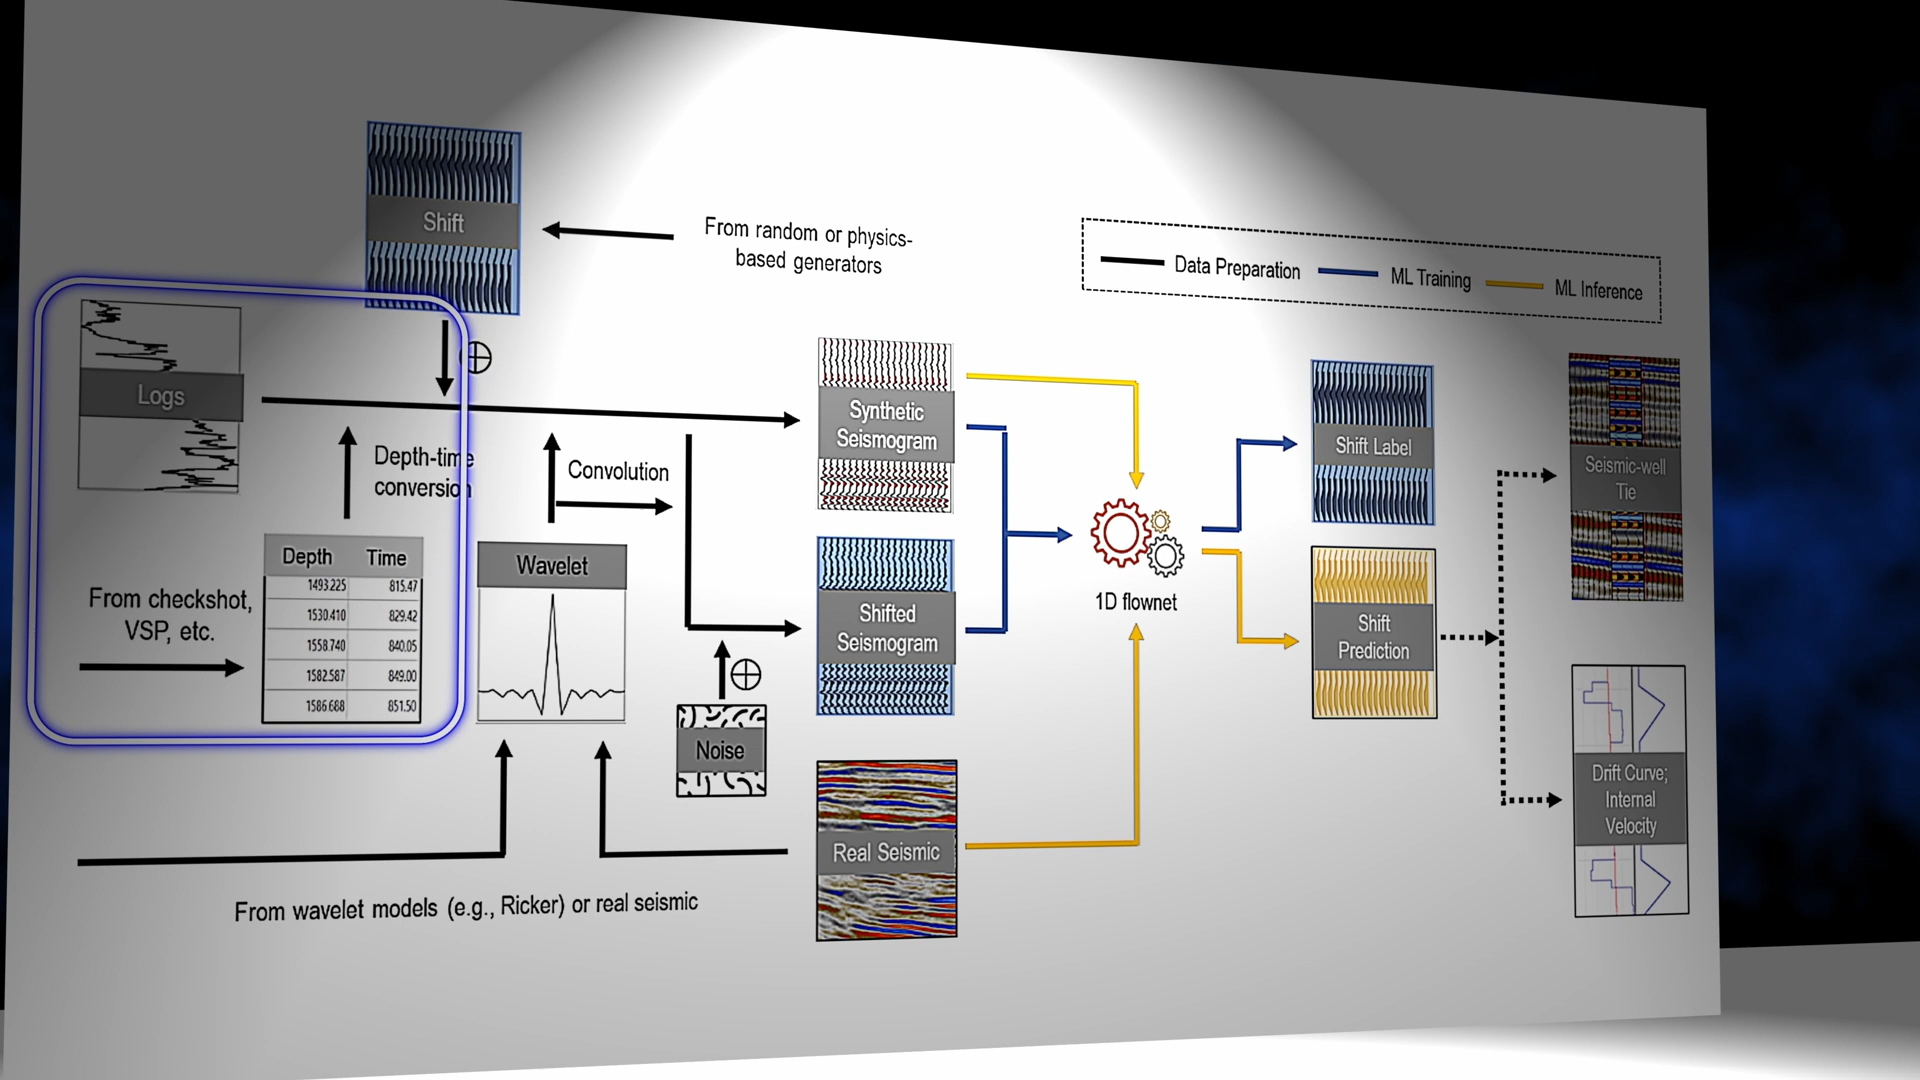 Shift
From random or physics-
based generators
Data Preparation
ML Training
ML Inference
Logs
Depth-time
conversion
Convolution
Synthetic
Seismogram
Shift Label
Seismic-well
Tie
From checkshot,
VSP, etc.
Depth Time
1493.225 815.47
1530.410 829.42
1558.740 840.05
1582.587 849.00
1586.688 851.50
Wavelet
Shifted
Seismogram
1D flownet
Shift
Prediction
Noise
Real Seismic
Drift Curve;
Internal
Velocity
From wavelet models (e.g., Ricker) or real seismic